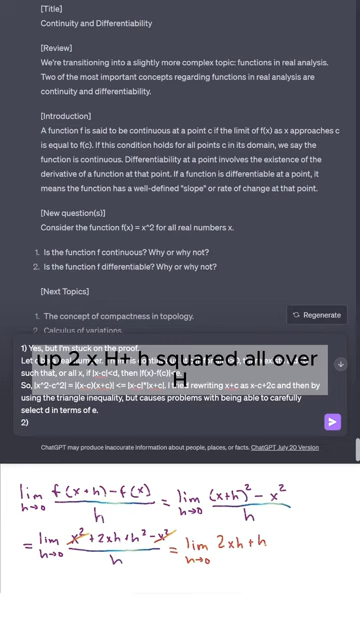 [Title]
Continuity and Differentiability
[Review]
We're transitioning into a slightly more complex topic: functions in real analysis.
Two of the most important concepts regarding functions in real analysis are
continuity and differentiability.
[Introduction]
A function f is said to be continuous at a point c if the limit of f(x) as x approaches c
is equal to f(c). If this condition holds for all points c in its domain, we say the
function is continuous. Differentiability at a point involves the existence of the
derivative of a function at that point. If a function is differentiable at a point, it
means the function has a well-defined "slope" or rate of change at that point.
[New question(s)]
Consider the function f(x) = x^2 for all real numbers x.
1. Is the function f continuous? Why or why not?
2. Is the function f differentiable? Why or why not?
[Next Topics]
1. The concept of compactness in topology.
2. Calculus of variations.
Regenerate
1) Yes, but I'm stuck on the proof.
up 2 x H+ h squared all over
H
Let
such that, or all x, if |x-c|<d, then |f(x)-f(c)|<e.
So, |x^2-c^2| = |(x-c)(x+c)| <= |x-c|*|x+c|. I tried rewriting x+c as x-c+2c and then by
using the triangle inequality, but causes problems with being able to carefully
select d in terms of e.
2)
ChatGPT may produce inaccurate information about people, places, or facts. ChatGPT July 20 Version
lim h→0 f(x+h)-f(x) / h = lim h→0 (x+h)² - x² / h
= lim h→0 x² + 2xh + h² - x² / h = lim h→0 2xh+h